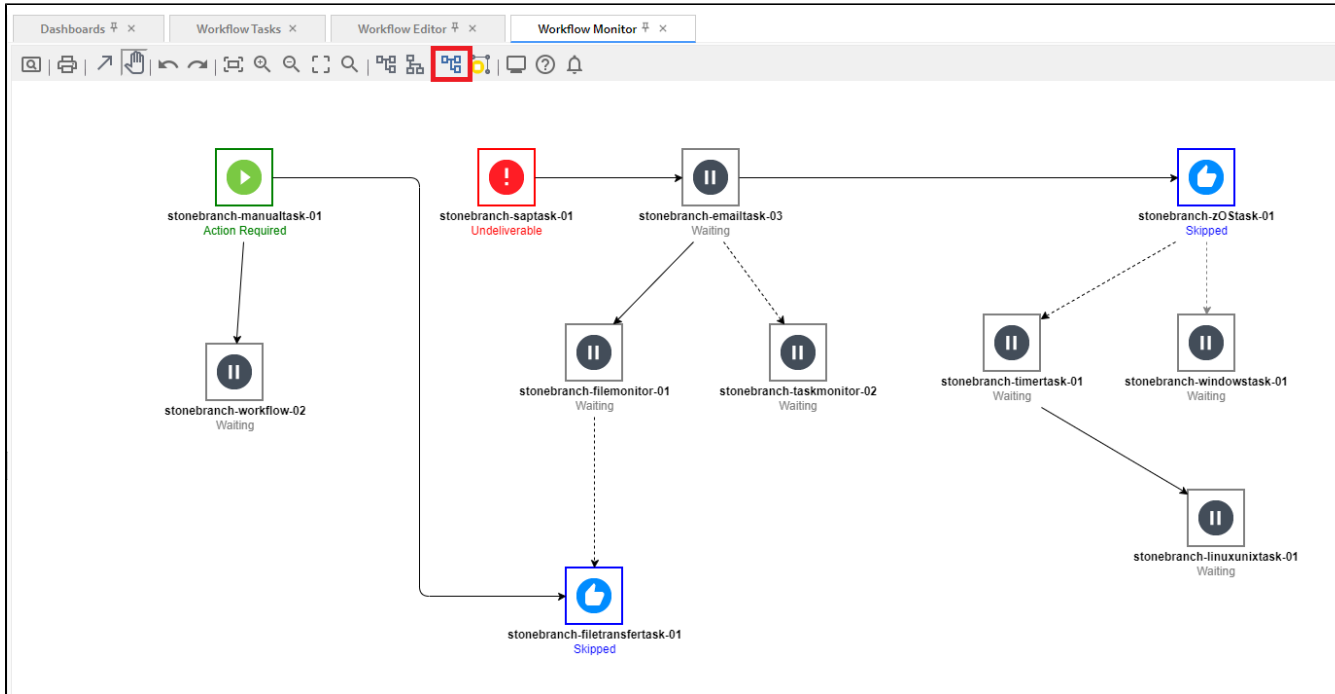 Dashboards
Workflow Tasks
Workflow Editor
Workflow Monitor
stonebranch-manualtask-01
Action Required
stonebranch-saptask-01
Undeliverable
stonebranch-emailtask-03
Waiting
stonebranch-zOStask-01
Skipped
stonebranch-workflow-02
Waiting
stonebranch-filemonitor-01
Waiting
stonebranch-taskmonitor-02
Waiting
stonebranch-timertask-01
Waiting
stonebranch-windowstask-01
Waiting
stonebranch-linuxunixtask-01
Waiting
stonebranch-filetransfertask-01
Skipped